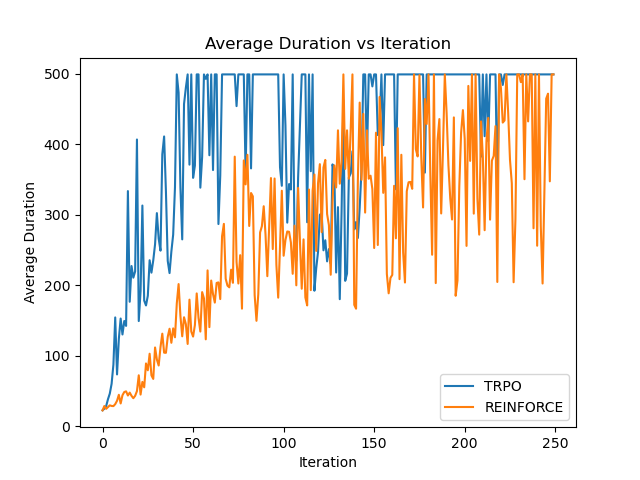 Average Duration vs Iteration
500
400
300
200
100
0
Average Duration
0 50 100 150 200 250
Iteration
TRPO
REINFORCE